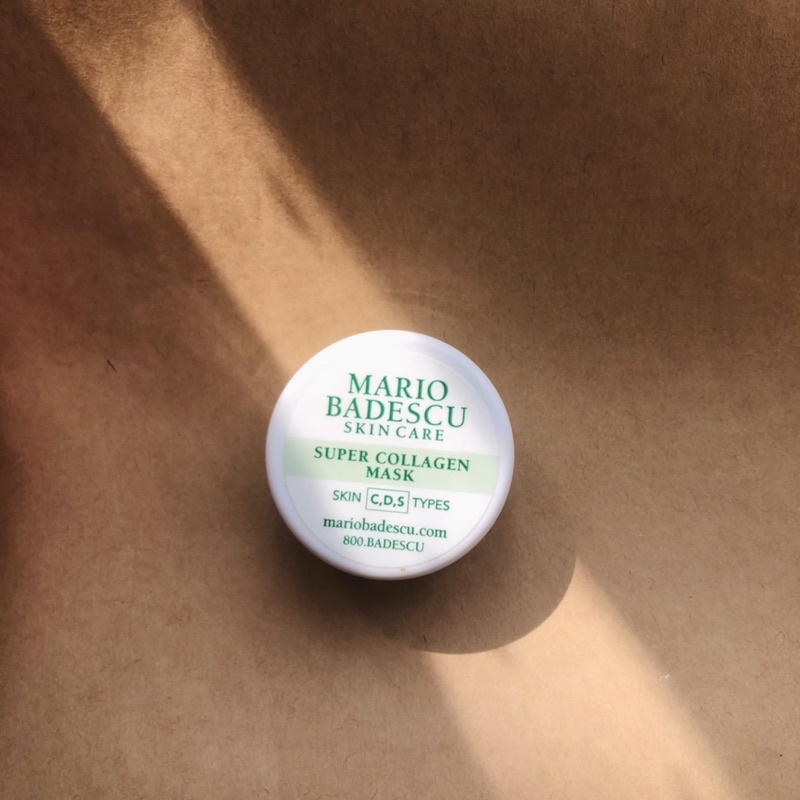 MARIO
BADESCU
SKIN CARE
SUPER COLLAGEN
MASK
SKIN C,D,S TYPES
mariobadescu.com
800.BADESCU